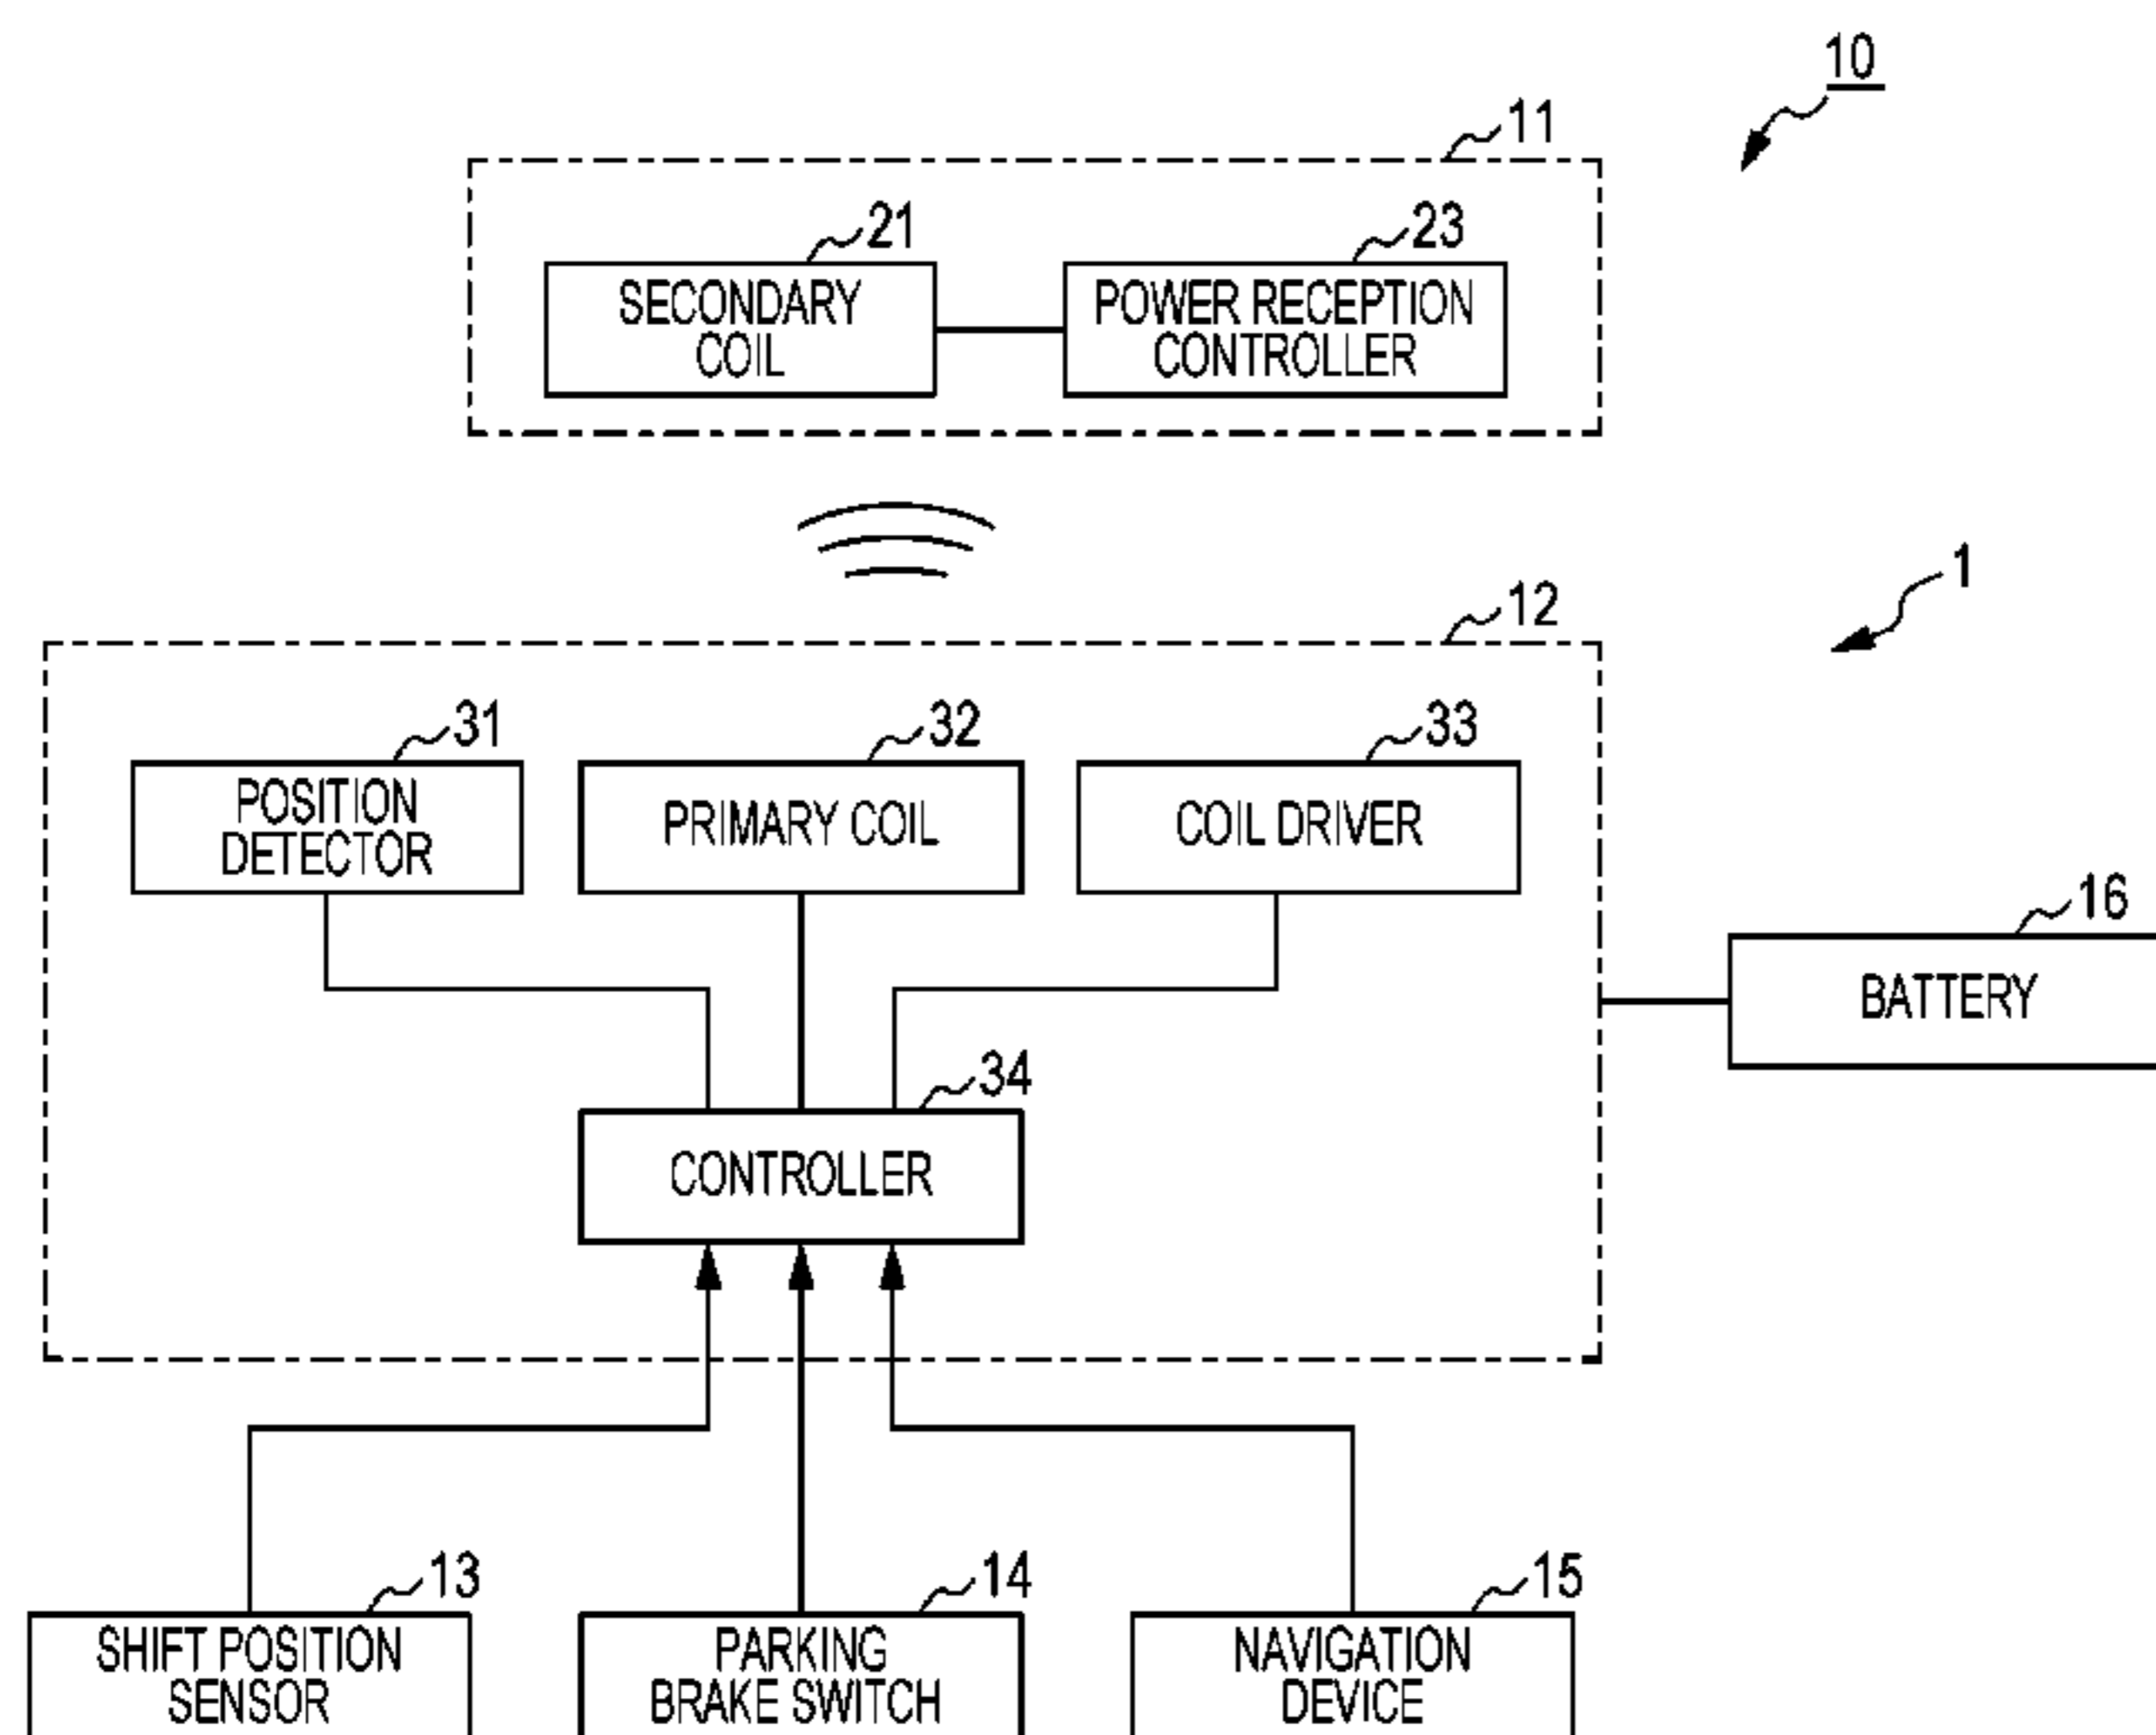 10
11
21
23
SECONDARY
COIL
POWER RECEPTION
CONTROLLER
1
12
31
32
33
POSITION
DETECTOR
PRIMARY COIL
COIL DRIVER
16
BATTERY
34
CONTROLLER
13
14
15
SHIFT POSITION
SENSOR
PARKING
BRAKE SWITCH
NAVIGATION
DEVICE